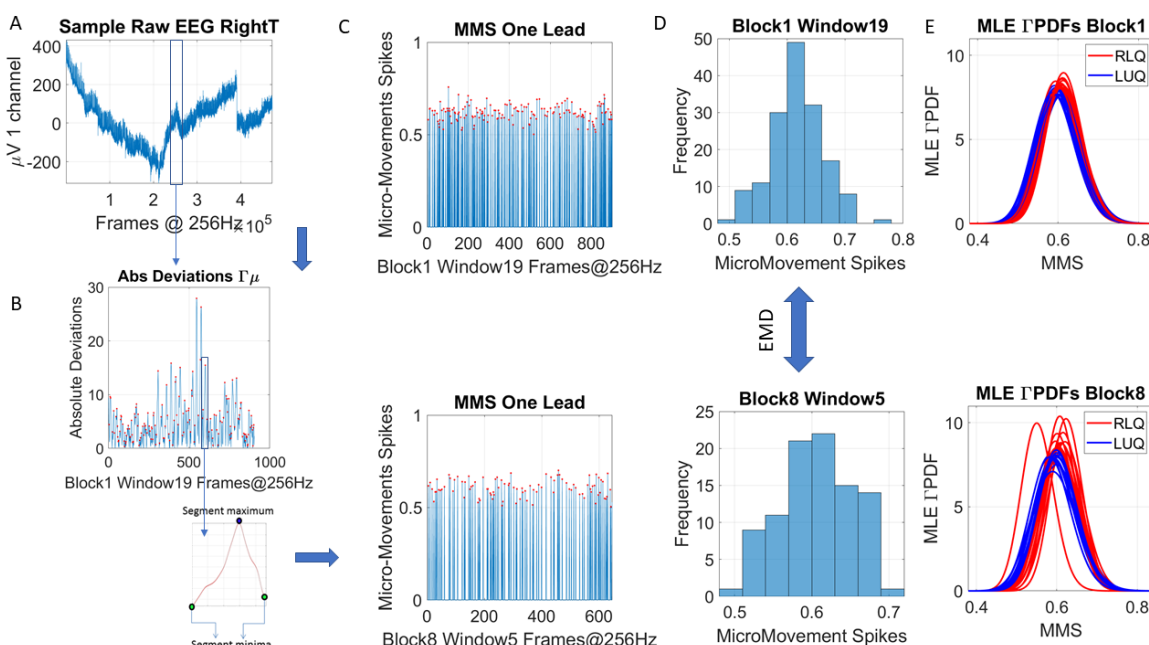 A
Sample Raw EEG RightT
400
200
0
-200
μV 1 channel
1 2 3 4
Frames @ 256Hz ×10⁵
B
Abs Deviations Γμ
30
20
10
0
Absolute Deviations
0 500 1000
Block1 Window19 Frames@256Hz
Segment maximum
Segment minima
C
MMS One Lead
1
0.5
0
Micro-Movements Spikes
0 200 400 600 800
Block1 Window19 Frames@256Hz
MMS One Lead
1
0.5
0
Micro-Movements Spikes
0 200 400 600
Block8 Window5 Frames@256Hz
D
Block1 Window19
50
40
30
20
10
0
Frequency
0.5 0.6 0.7 0.8
MicroMovement Spikes
EMD
Block8 Window5
25
20
15
10
5
0
Frequency
0.5 0.6 0.7
MicroMovement Spikes
E
MLE ΓPDFs Block1
RLQ
LUQ
10
5
0
MLE ΓPDF
0.4 0.6 0.8
MMS
MLE ΓPDFs Block8
RLQ
LUQ
10
5
0
MLE ΓPDF
0.4 0.6 0.8
MMS